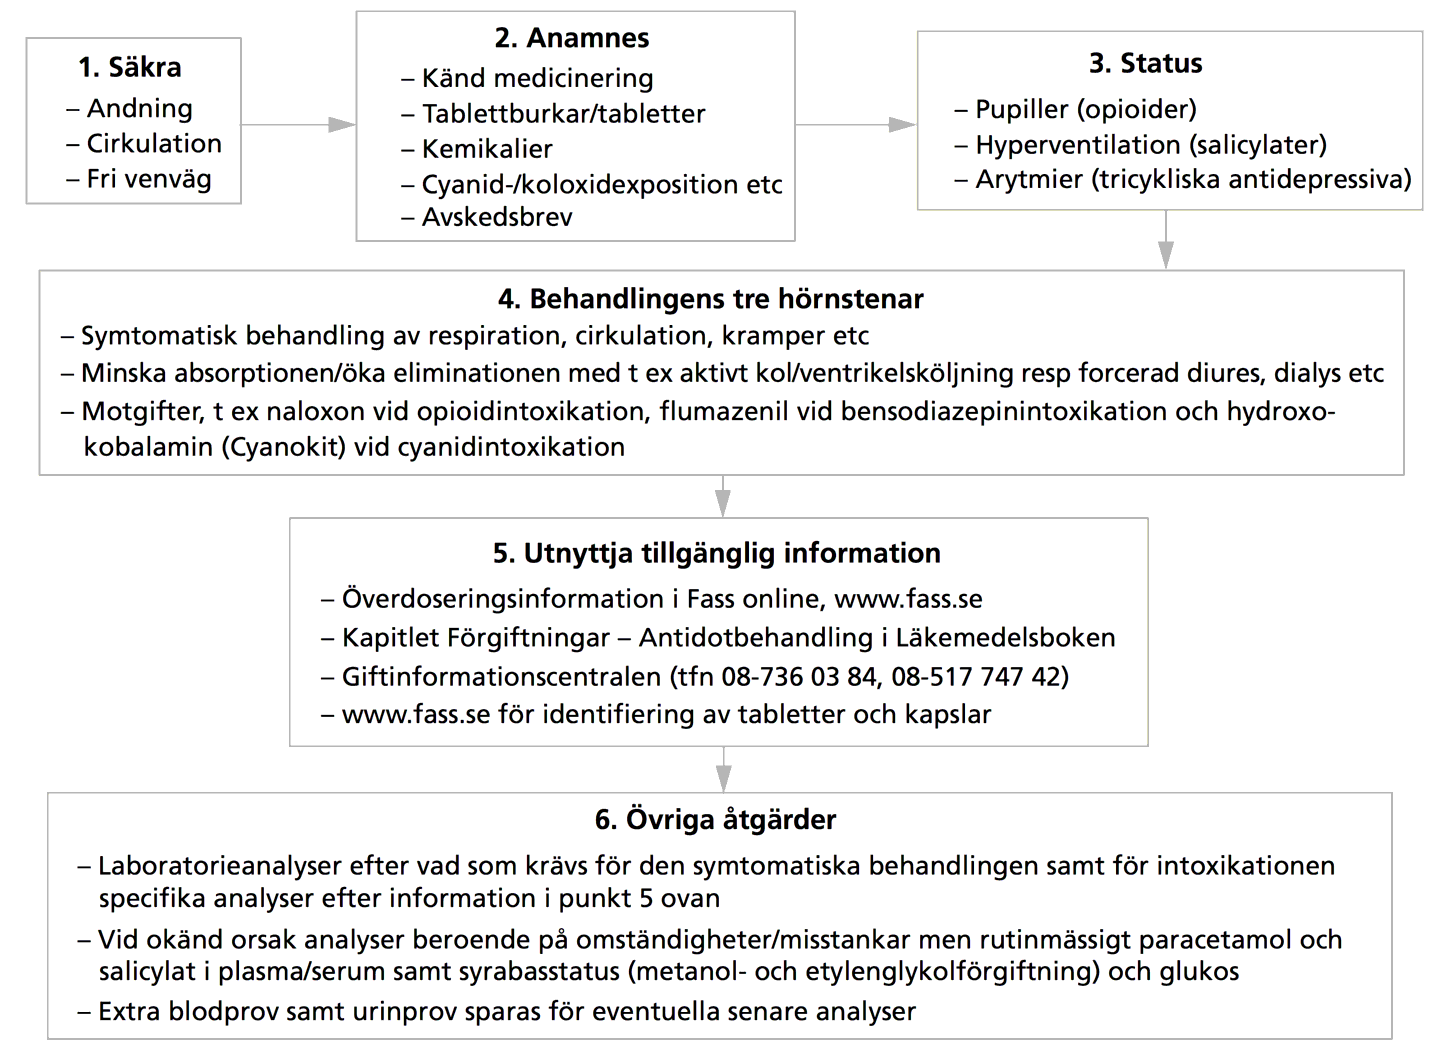 1. Säkra
– Andning
– Cirkulation
– Fri venväg
2. Anamnes
– Känd medicinering
– Tablettburkar/tabletter
– Kemikalier
– Cyanid-/koloxidexposition etc
– Avskedsbrev
3. Status
– Pupiller (opioider)
– Hyperventilation (salicylater)
– Arytmier (tricykliska antidepressiva)
4. Behandlingens tre hörnstenar
– Symtomatisk behandling av respiration, cirkulation, kramper etc
– Minska absorptionen/öka eliminationen med t ex aktivt kol/ventrikelsköljning resp forcerad diures, dialys etc
– Motgifter, t ex naloxon vid opioidintoxikation, flumazenil vid bensodiazepinintoxikation och hydroxo-
kobalamin (Cyanokit) vid cyanidintoxikation
5. Utnyttja tillgänglig information
– Överdoseringsinformation i Fass online, www.fass.se
– Kapitlet Förgiftningar – Antidotbehandling i Läkemedelsboken
– Giftinformationscentralen (tfn 08-736 03 84, 08-517 747 42)
– www.fass.se för identifiering av tabletter och kapslar
6. Övriga åtgärder
– Laboratorieanalyser efter vad som krävs för den symtomatiska behandlingen samt för intoxikationen
specifika analyser efter information i punkt 5 ovan
– Vid okänd orsak analyser beroende på omständigheter/misstankar men rutinmässigt paracetamol och
salicylat i plasma/serum samt syrabasstatus (metanol- och etylenglykolförgiftning) och glukos
– Extra blodprov samt urinprov sparas för eventuella senare analyser